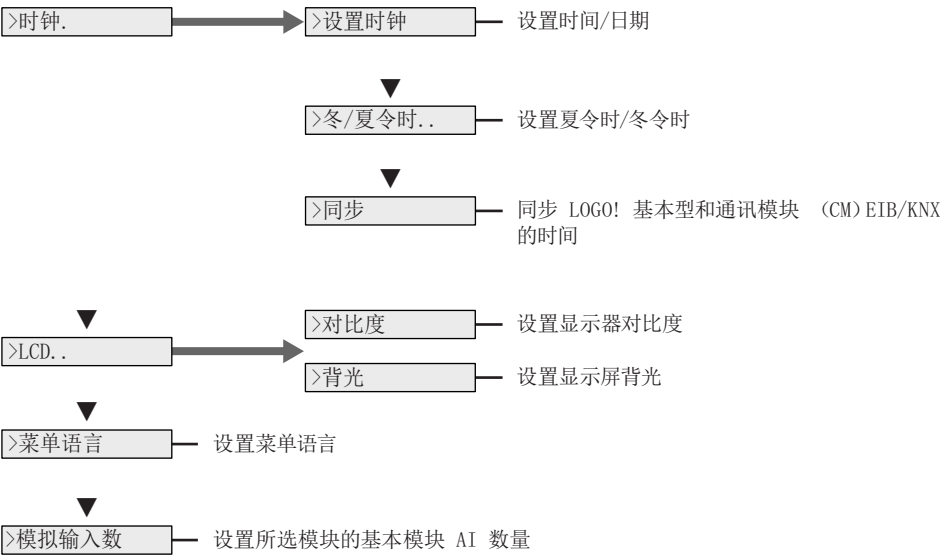 >时钟.
>设置时钟
设置时间/日期
>冬/夏令时..
设置夏令时/冬令时
>同步
同步 LOGO! 基本型和通讯模块 （CM）EIB/KNX
的时间
>对比度
设置显示器对比度
>LCD..
>背光
设置显示屏背光
>菜单语言
设置菜单语言
>模拟输入数
设置所选模块的基本模块 AI 数量